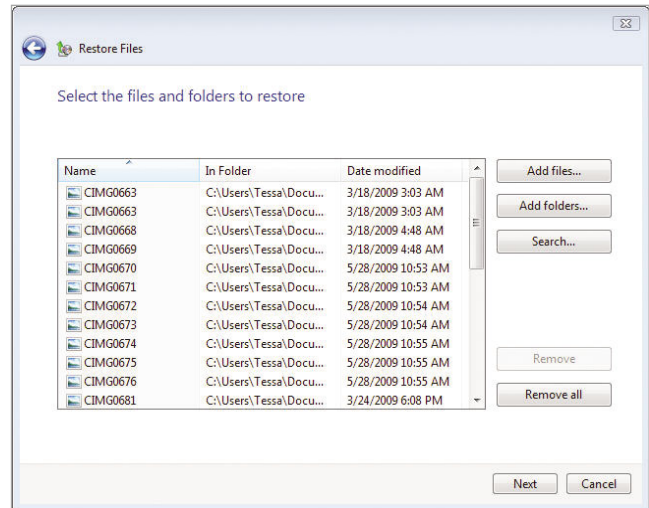 Restore Files
Select the files and folders to restore
Name In Folder Date modified
CIMG0663 C:\Users\Tessa\Docu... 3/18/2009 3:03 AM
CIMG0663 C:\Users\Tessa\Docu... 3/18/2009 3:03 AM
CIMG0668 C:\Users\Tessa\Docu... 3/18/2009 4:48 AM
CIMG0669 C:\Users\Tessa\Docu... 3/18/2009 4:48 AM
CIMG0670 C:\Users\Tessa\Docu... 5/28/2009 10:53 AM
CIMG0671 C:\Users\Tessa\Docu... 5/28/2009 10:53 AM
CIMG0672 C:\Users\Tessa\Docu... 5/28/2009 10:54 AM
CIMG0673 C:\Users\Tessa\Docu... 5/28/2009 10:54 AM
CIMG0674 C:\Users\Tessa\Docu... 5/28/2009 10:55 AM
CIMG0675 C:\Users\Tessa\Docu... 5/28/2009 10:55 AM
CIMG0676 C:\Users\Tessa\Docu... 5/28/2009 10:55 AM
CIMG0681 C:\Users\Tessa\Docu... 3/24/2009 6:08 PM
Add files...
Add folders...
Search...
Remove
Remove all
Next Cancel